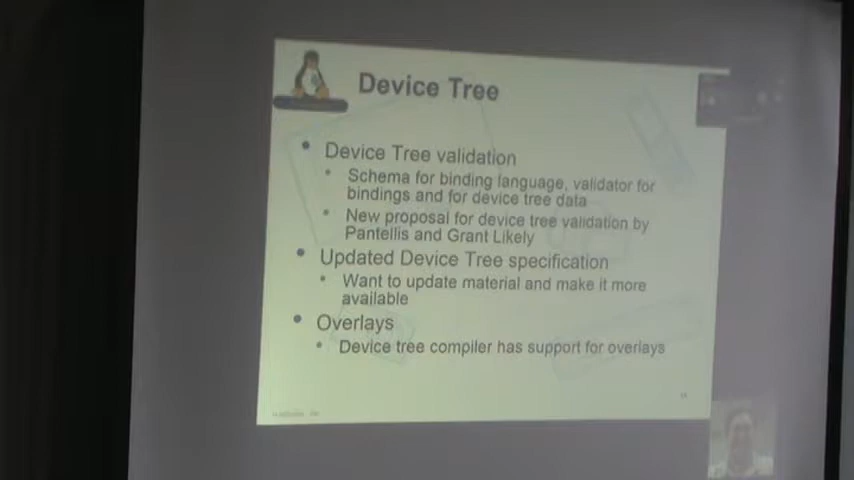 Device Tree
• Device Tree validation
• Schema for binding language, validator for
bindings and for device tree data
• New proposal for device tree validation by
Pantellis and Grant Likely
• Updated Device Tree specification
• Want to update material and make it more
available
• Overlays
• Device tree compiler has support for overlays